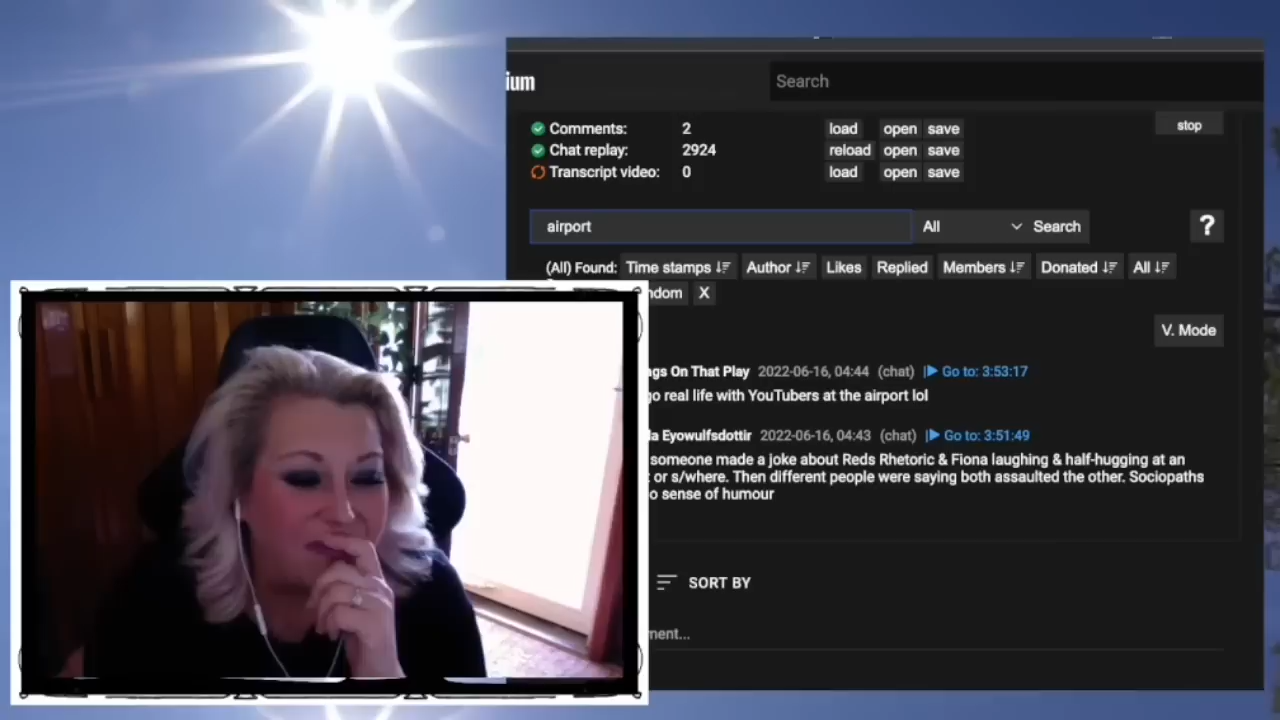 ium
Search
Comments: 2 load open save stop
Chat replay: 2924 reload open save
Transcript video: 0 load open save
airport All Search ?
(All) Found: Time stamps Author Likes Replied Members Donated All
ndom X
V. Mode
ags On That Play 2022-06-16, 04:44 (chat) Go to: 3:53:17
go real life with YouTubers at the airport lol
la Eyowulfsdottir 2022-06-16, 04:43 (chat) Go to: 3:51:49
someone made a joke about Reds Rhetoric & Fiona laughing & half-hugging at an
t or s/where. Then different people were saying both assaulted the other. Sociopaths
o sense of humour
SORT BY
ment...